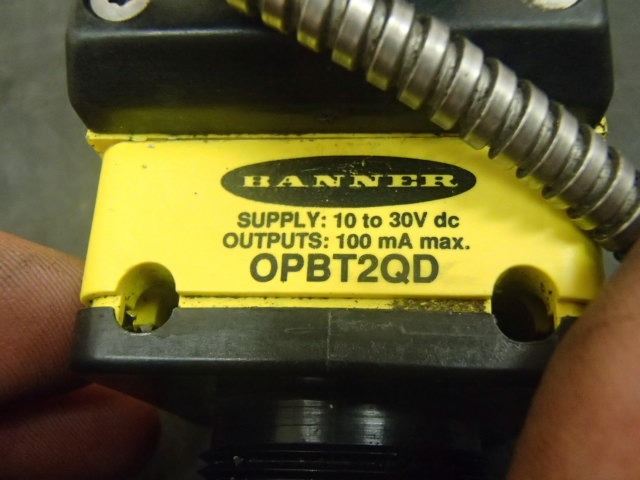 BANNER
SUPPLY: 10 to 30V dc
OUTPUTS: 100 mA max.
OPBT2QD